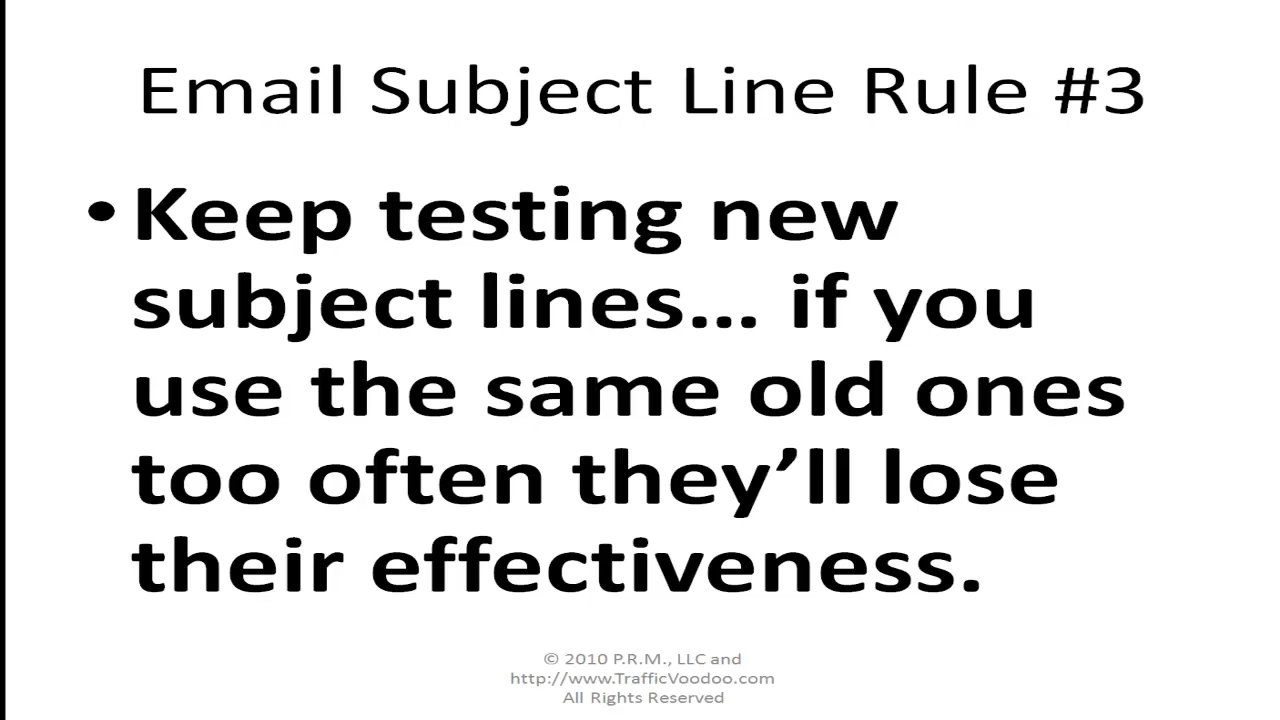 Email Subject Line Rule #3
• Keep testing new
subject lines... if you
use the same old ones
too often they’ll lose
their effectiveness.
© 2010 P.R.M., LLC and
http://www.TrafficVoodoo.com
All Rights Reserved